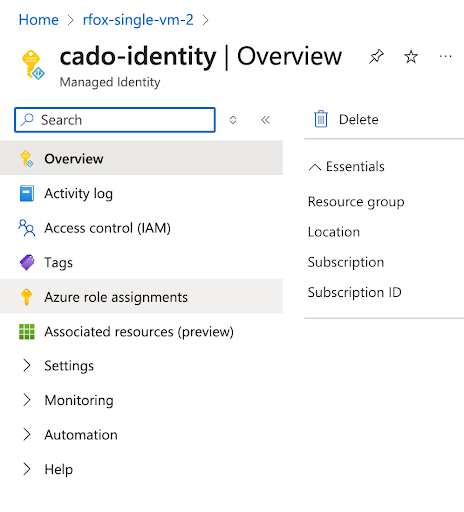 Home > rfox-single-vm-2 >
cado-identity | Overview
Managed Identity
Search
Delete
Overview
Essentials
Activity log
Resource group
Access control (IAM)
Location
Tags
Subscription
Azure role assignments
Subscription ID
Associated resources (preview)
Settings
Monitoring
Automation
Help